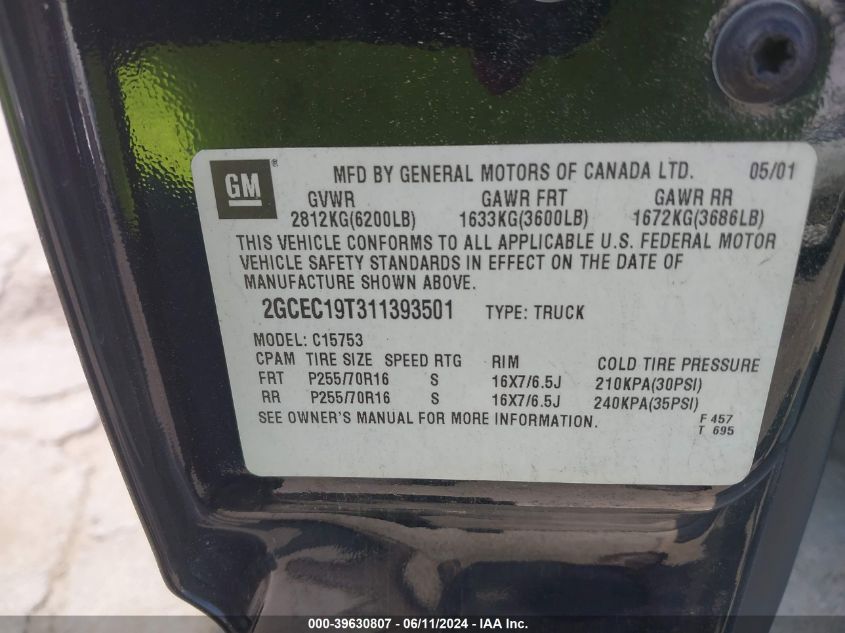 GM ® MFD BY GENERAL MOTORS OF CANADA LTD. 05/01
GVWR GAWR FRT GAWR RR
2812KG(6200LB) 1633KG(3600LB) 1672KG(3686LB)
THIS VEHICLE CONFORMS TO ALL APPLICABLE U.S. FEDERAL MOTOR
VEHICLE SAFETY STANDARDS IN EFFECT ON THE DATE OF
MANUFACTURE SHOWN ABOVE.
2GCEC19T311393501 TYPE: TRUCK
MODEL: C15753
CPAM TIRE SIZE SPEED RTG RIM COLD TIRE PRESSURE
FRT P255/70R16 S 16X7/6.5J 210KPA(30PSI)
RR P255/70R16 S 16X7/6.5J 240KPA(35PSI)
SEE OWNER'S MANUAL FOR MORE INFORMATION. F 457
T 695
000-39630807 - 06/11/2024 - IAA Inc.